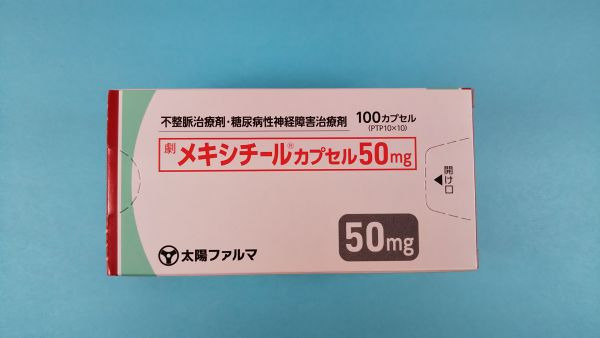 不整脈治療剤・糖尿病性神経障害治療剤 100カプセル
(PTP10×10)
劇 メキシチール®カプセル50mg
開け口
50mg
太陽ファルマ